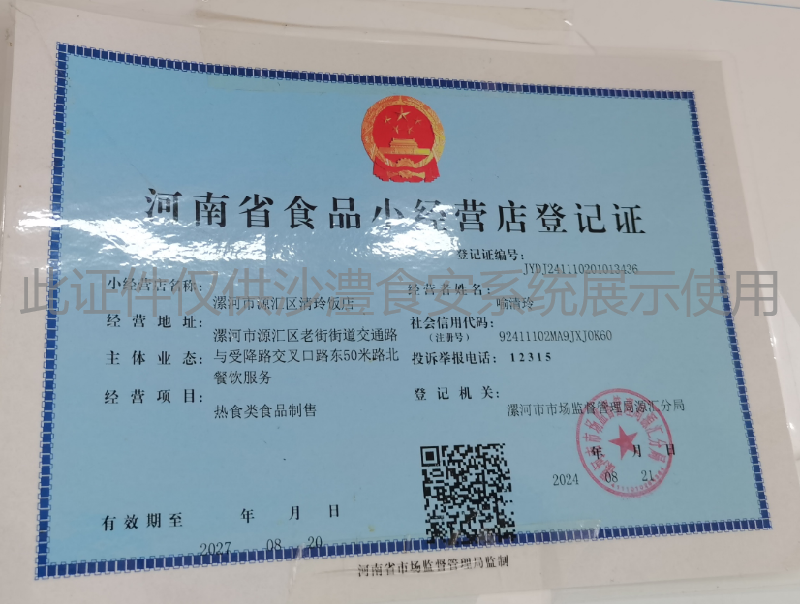 河南省食品小经营店登记证
登记证编号:
JYDJ241110201013436
此证件仅供沙澧食安系统展示使用
小经营店名称:
漯河市源汇区清玲饭店
经营者姓名:
喻清玲
经营地址:
漯河市源汇区老街街道交通路
与受降路交叉口路东50米路北
社会信用代码:
(注册号)
92411102MA9JXJ0K60
主体业态:
餐饮服务
投诉举报电话: 12315
经营项目:
热食类食品制售
登记机关:
漯河市市场监督管理局源汇分局
年 月 日
2024 08 21
有效期至 年 月 日
2027 08 20
河南省市场监督管理局监制